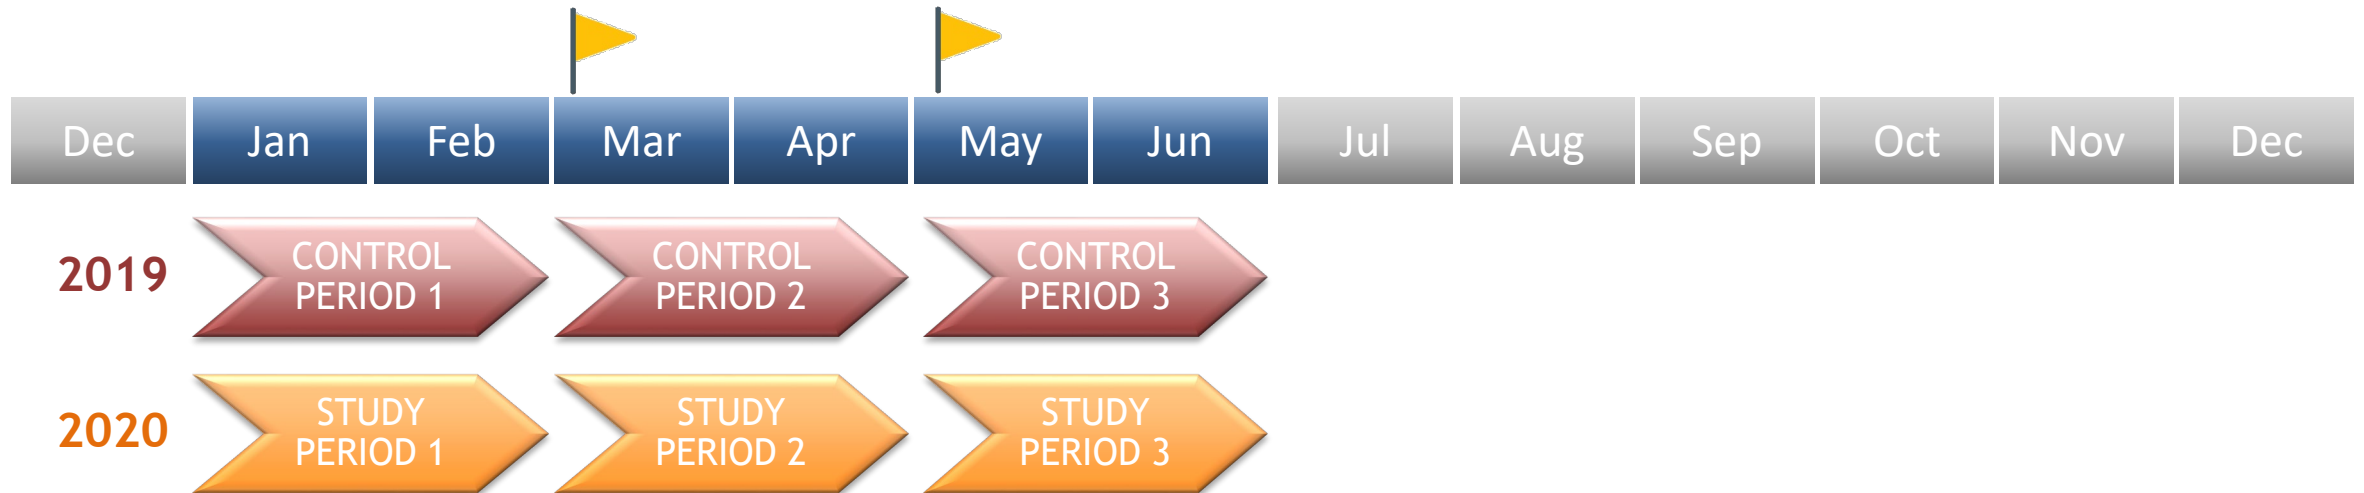 Dec Jan Feb Mar Apr May Jun Jul Aug Sep Oct Nov Dec
2019
CONTROL
PERIOD 1
CONTROL
PERIOD 2
CONTROL
PERIOD 3
2020
STUDY
PERIOD 1
STUDY
PERIOD 2
STUDY
PERIOD 3